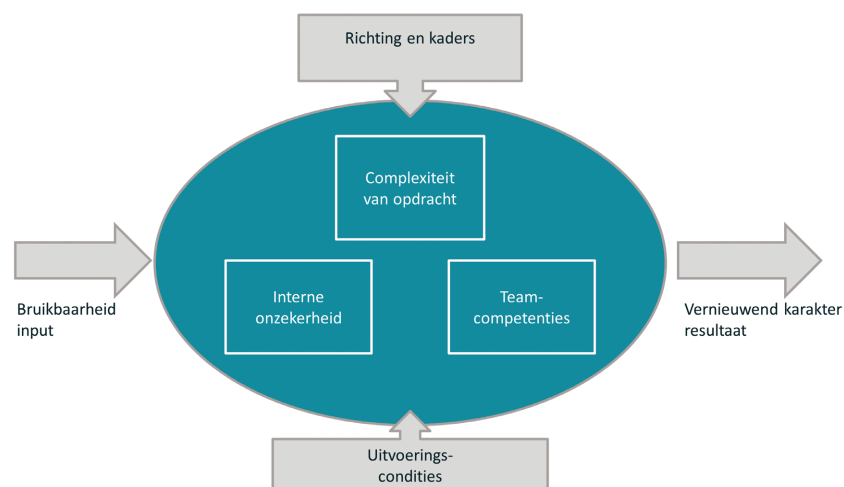 Richting en kaders
Complexiteit
van opdracht
Interne
onzekerheid
Team-
competenties
Bruikbaarheid
input
Vernieuwend karakter
resultaat
Uitvoerings-
condities